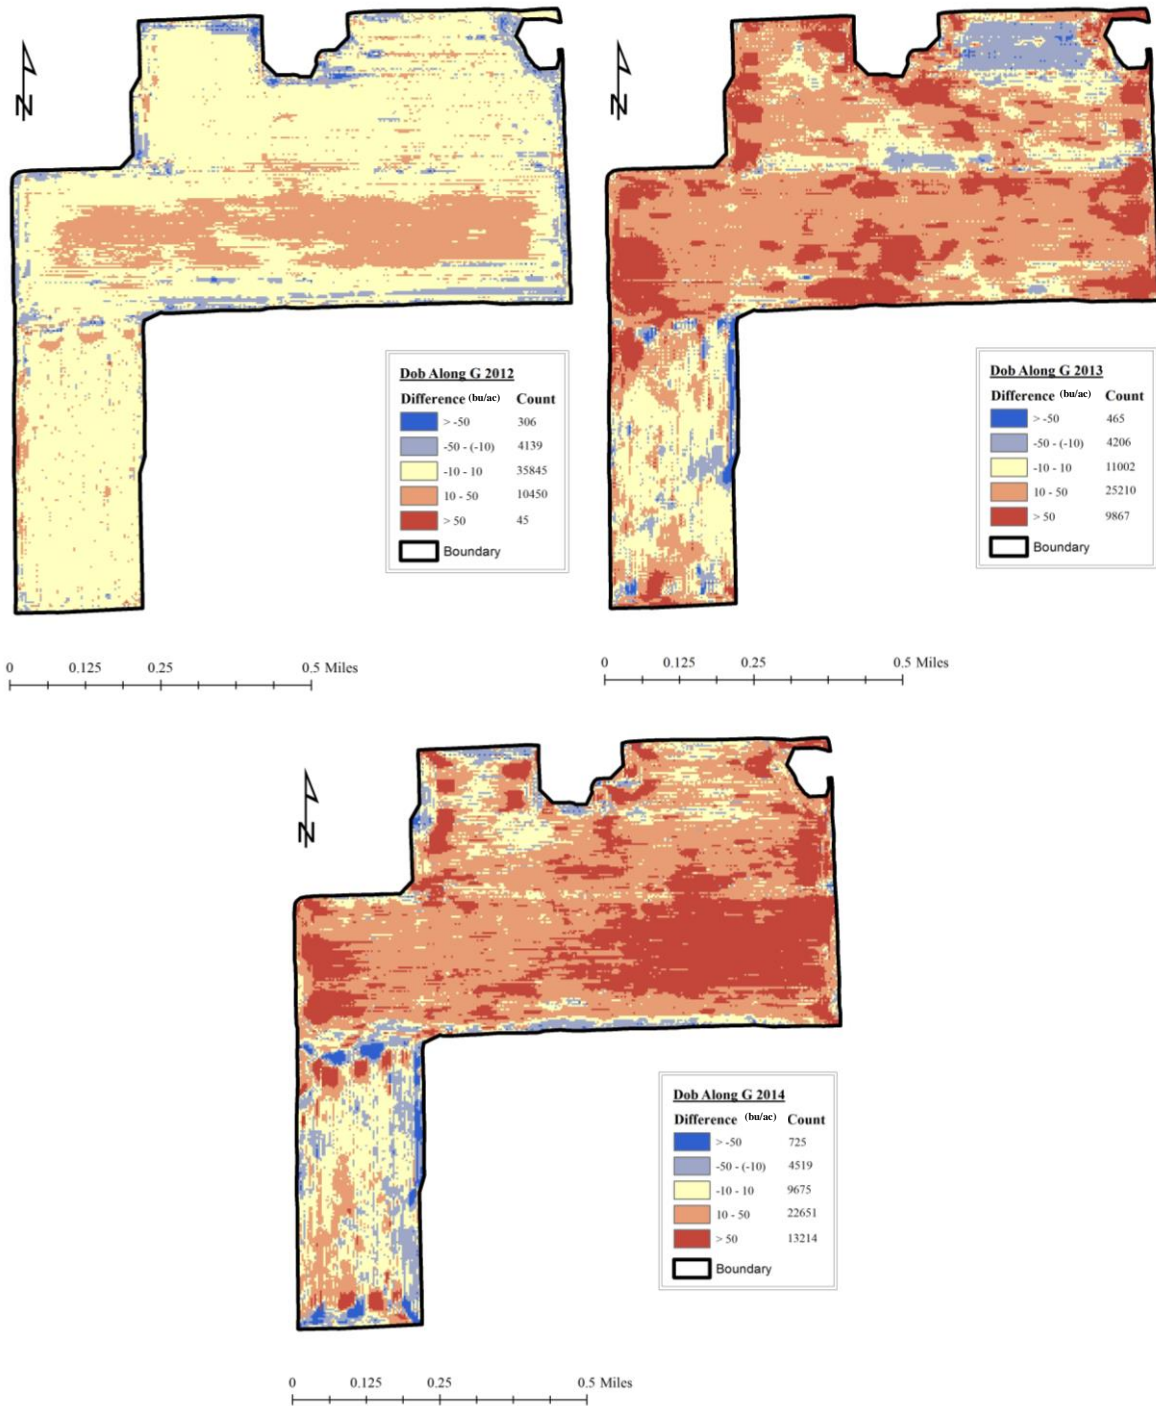 N
N
Dob Along G 2012
Difference (bu/ac) Count
> -50 306
-50 - (-10) 4139
-10 - 10 35845
10 - 50 10450
> 50 45
Boundary
Dob Along G 2013
Difference (bu/ac) Count
> -50 465
-50 - (-10) 4206
-10 - 10 11002
10 - 50 25210
> 50 9867
Boundary
0 0.125 0.25 0.5 Miles
0 0.125 0.25 0.5 Miles
N
Dob Along G 2014
Difference (bu/ac) Count
> -50 725
-50 - (-10) 4519
-10 - 10 9675
10 - 50 22651
> 50 13214
Boundary
0 0.125 0.25 0.5 Miles